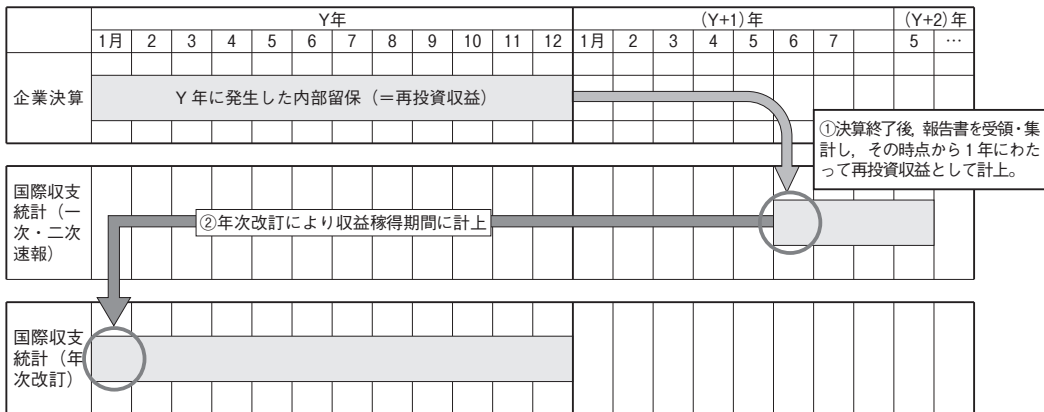 Y年 (Y+1)年 (Y+2)年
1月 2 3 4 5 6 7 8 9 10 11 12 1月 2 3 4 5 6 7 5 …
企業決算
Y年に発生した内部留保（＝再投資収益）
①決算終了後，報告書を受領・集
計し，その時点から1年にわた
って再投資収益として計上。
国際収支
統計（一
次・二次
速報）
②年次改訂により収益稼得期間に計上
国際収支
統計（年
次改訂）